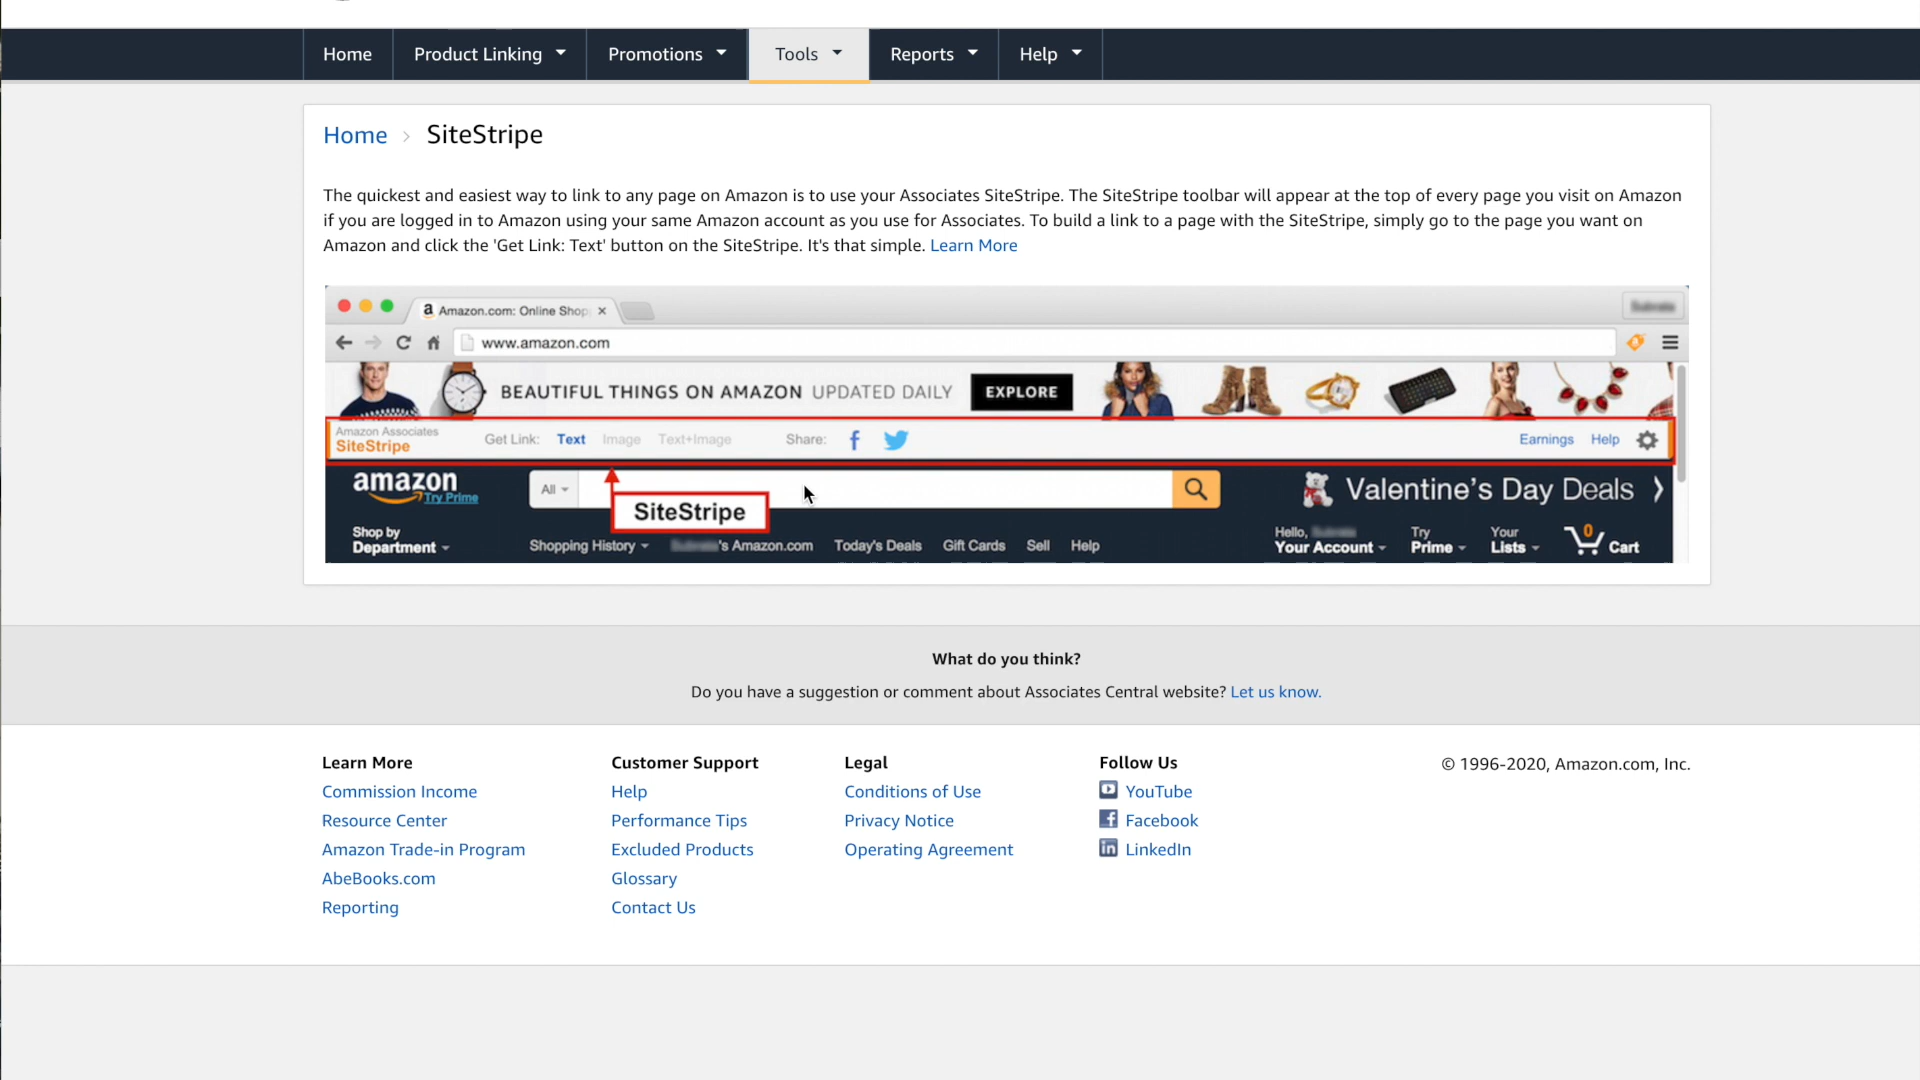 Home Product Linking Promotions Tools Reports Help
Home › SiteStripe
The quickest and easiest way to link to any page on Amazon is to use your Associates SiteStripe. The SiteStripe toolbar will appear at the top of every page you visit on Amazon
if you are logged in to Amazon using your same Amazon account as you use for Associates. To build a link to a page with the SiteStripe, simply go to the page you want on
Amazon and click the 'Get Link: Text' button on the SiteStripe. It's that simple. Learn More
a Amazon.com: Online Shop
www.amazon.com
BEAUTIFUL THINGS ON AMAZON UPDATED DAILY EXPLORE
Amazon Associates
SiteStripe
Get Link: Text Image Text+Image Share: Earnings Help
amazon
Try Prime
All
Valentine's Day Deals
SiteStripe
Shop by
Department
Shopping History 's Amazon.com Today's Deals Gift Cards Sell Help
Hello,
Your Account
Try
Prime
Your
Lists
0
Cart
What do you think?
Do you have a suggestion or comment about Associates Central website? Let us know.
Learn More
Commission Income
Resource Center
Amazon Trade-in Program
AbeBooks.com
Reporting
Customer Support
Help
Performance Tips
Excluded Products
Glossary
Contact Us
Legal
Conditions of Use
Privacy Notice
Operating Agreement
Follow Us
YouTube
Facebook
LinkedIn
© 1996-2020, Amazon.com, Inc.